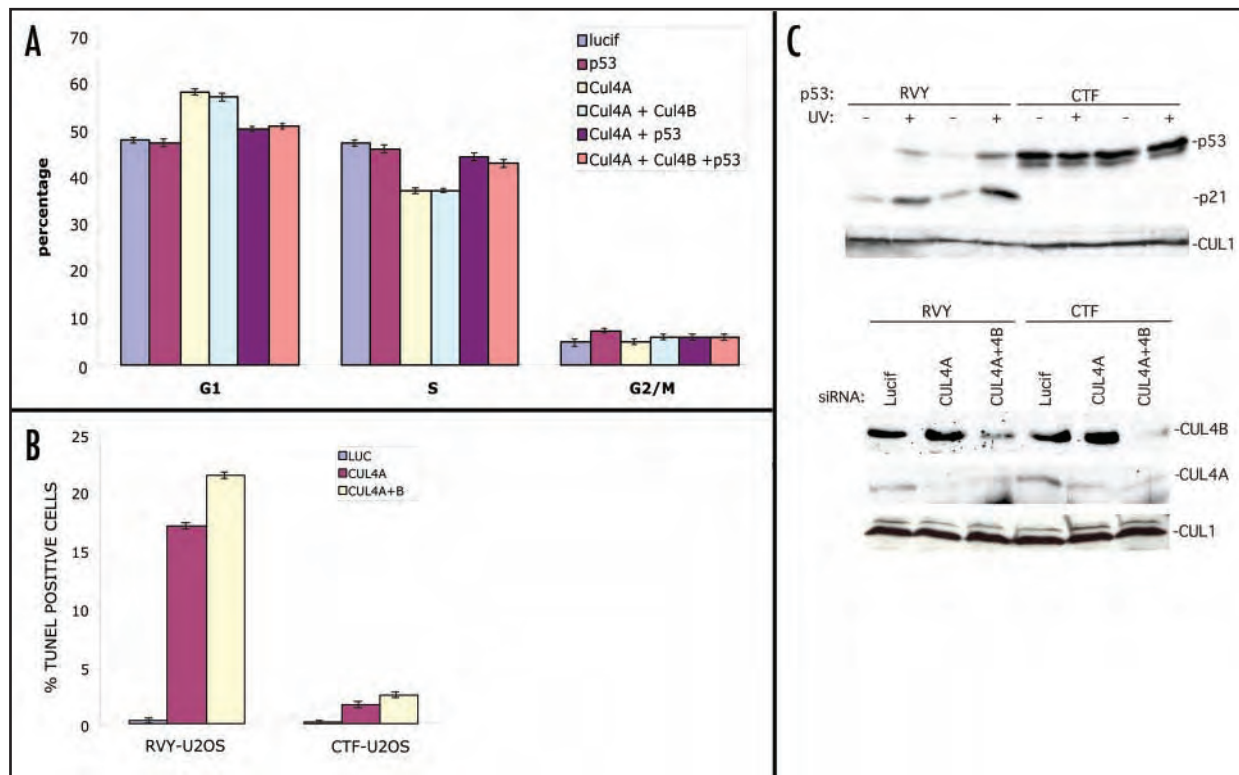 A
70
60
50
40
30
20
10
0
percentage
G1 S G2/M
lucif
p53
Cul4A
Cul4A + Cul4B
Cul4A + p53
Cul4A + Cul4B +p53
B
25
20
15
10
5
0
% TUNEL POSITIVE CELLS
RVY-U2OS CTF-U2OS
LUC
CUL4A
CUL4A+B
C
p53: RVY CTF
UV: - + - + - + - +
-p53
-p21
-CUL1
RVY CTF
siRNA: Lucif CUL4A CUL4A+4B Lucif CUL4A CUL4A+4B
-CUL4B
-CUL4A
-CUL1